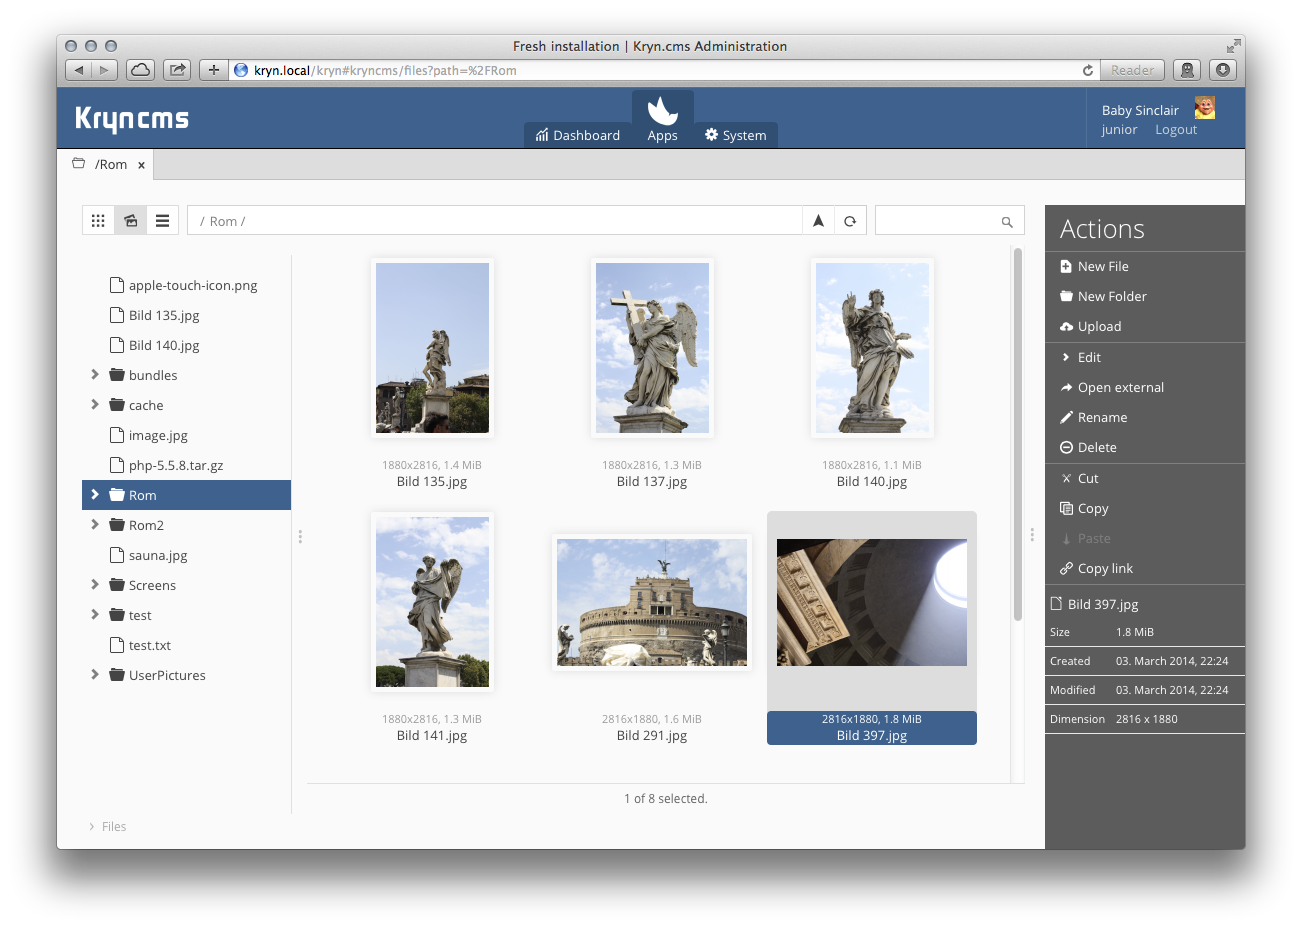 Fresh installation | Kryn.cms Administration
kryn.local/kryn#kryncms/files?path=%2FRom
Reader
Kryn.cms
Dashboard
Apps
System
Baby Sinclair
junior Logout
/Rom x
/ Rom /
apple-touch-icon.png
Bild 135.jpg
Bild 140.jpg
bundles
cache
image.jpg
php-5.5.8.tar.gz
Rom
Rom2
sauna.jpg
Screens
test
test.txt
UserPictures
Files
1880x2816, 1.4 MiB
Bild 135.jpg
1880x2816, 1.3 MiB
Bild 137.jpg
1880x2816, 1.1 MiB
Bild 140.jpg
1880x2816, 1.3 MiB
Bild 141.jpg
2816x1880, 1.6 MiB
Bild 291.jpg
2816x1880, 1.8 MiB
Bild 397.jpg
1 of 8 selected.
Actions
New File
New Folder
Upload
Edit
Open external
Rename
Delete
Cut
Copy
Paste
Copy link
Bild 397.jpg
Size 1.8 MiB
Created 03. March 2014, 22:24
Modified 03. March 2014, 22:24
Dimension 2816 x 1880